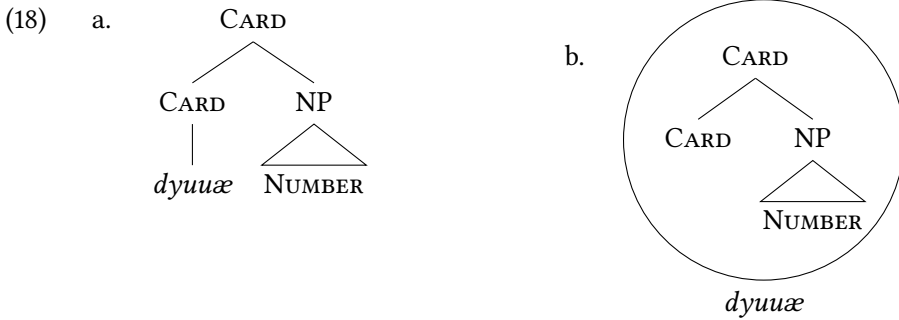 (18) a. CARD
CARD NP
dyuuæ NUMBER
b. CARD
CARD NP
NUMBER
dyuuæ